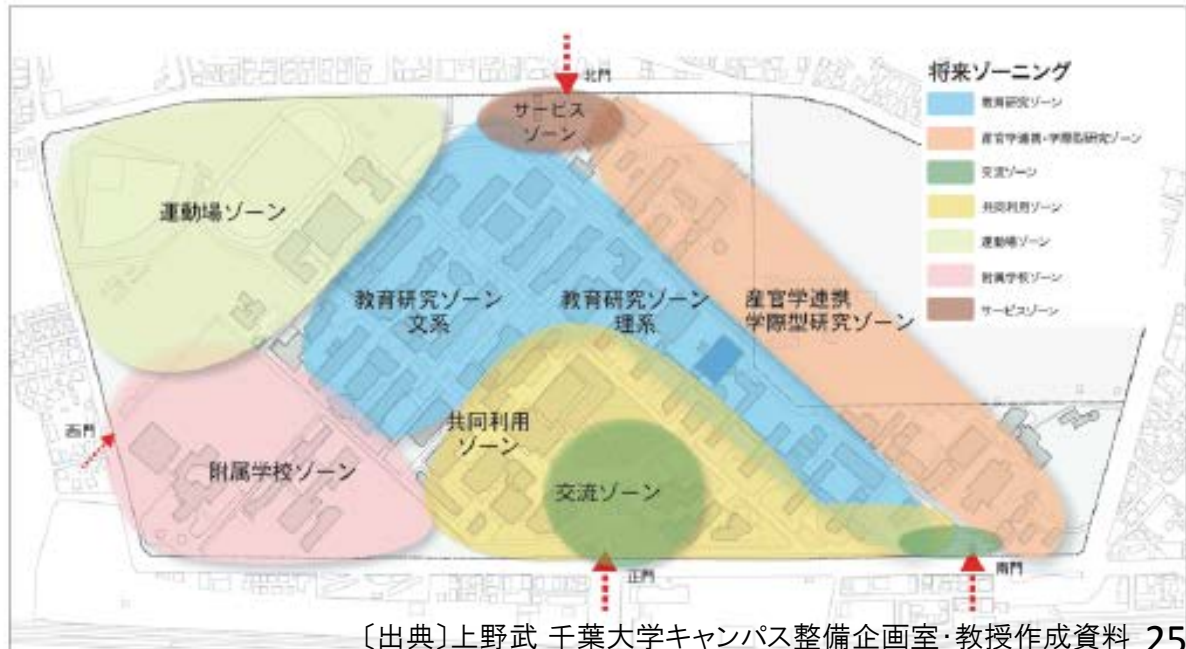 北門
サービス
ゾーン
将来ゾーニング
教育研究ゾーン
産官学連携・学際型研究ゾーン
交流ゾーン
共同利用ゾーン
運動場ゾーン
附属学校ゾーン
サービスゾーン
運動場ゾーン
教育研究ゾーン
文系
教育研究ゾーン
理系
産官学連携
学際型研究ゾーン
西門
共同利用
ゾーン
附属学校ゾーン
交流ゾーン
正門
南門
〔出典〕上野武 千葉大学キャンパス整備企画室・教授作成資料 25